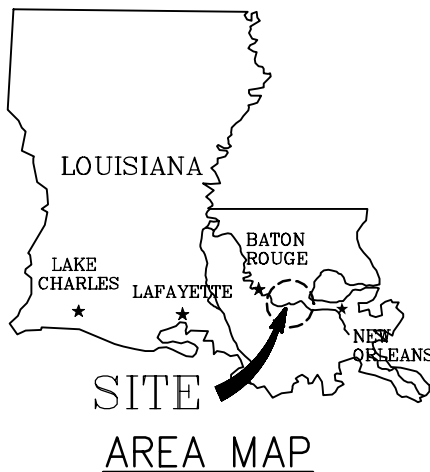 LOUISIANA
BATON
ROUGE
LAKE
CHARLES
LAFAYETTE
NEW
ORLEANS
SITE
AREA MAP